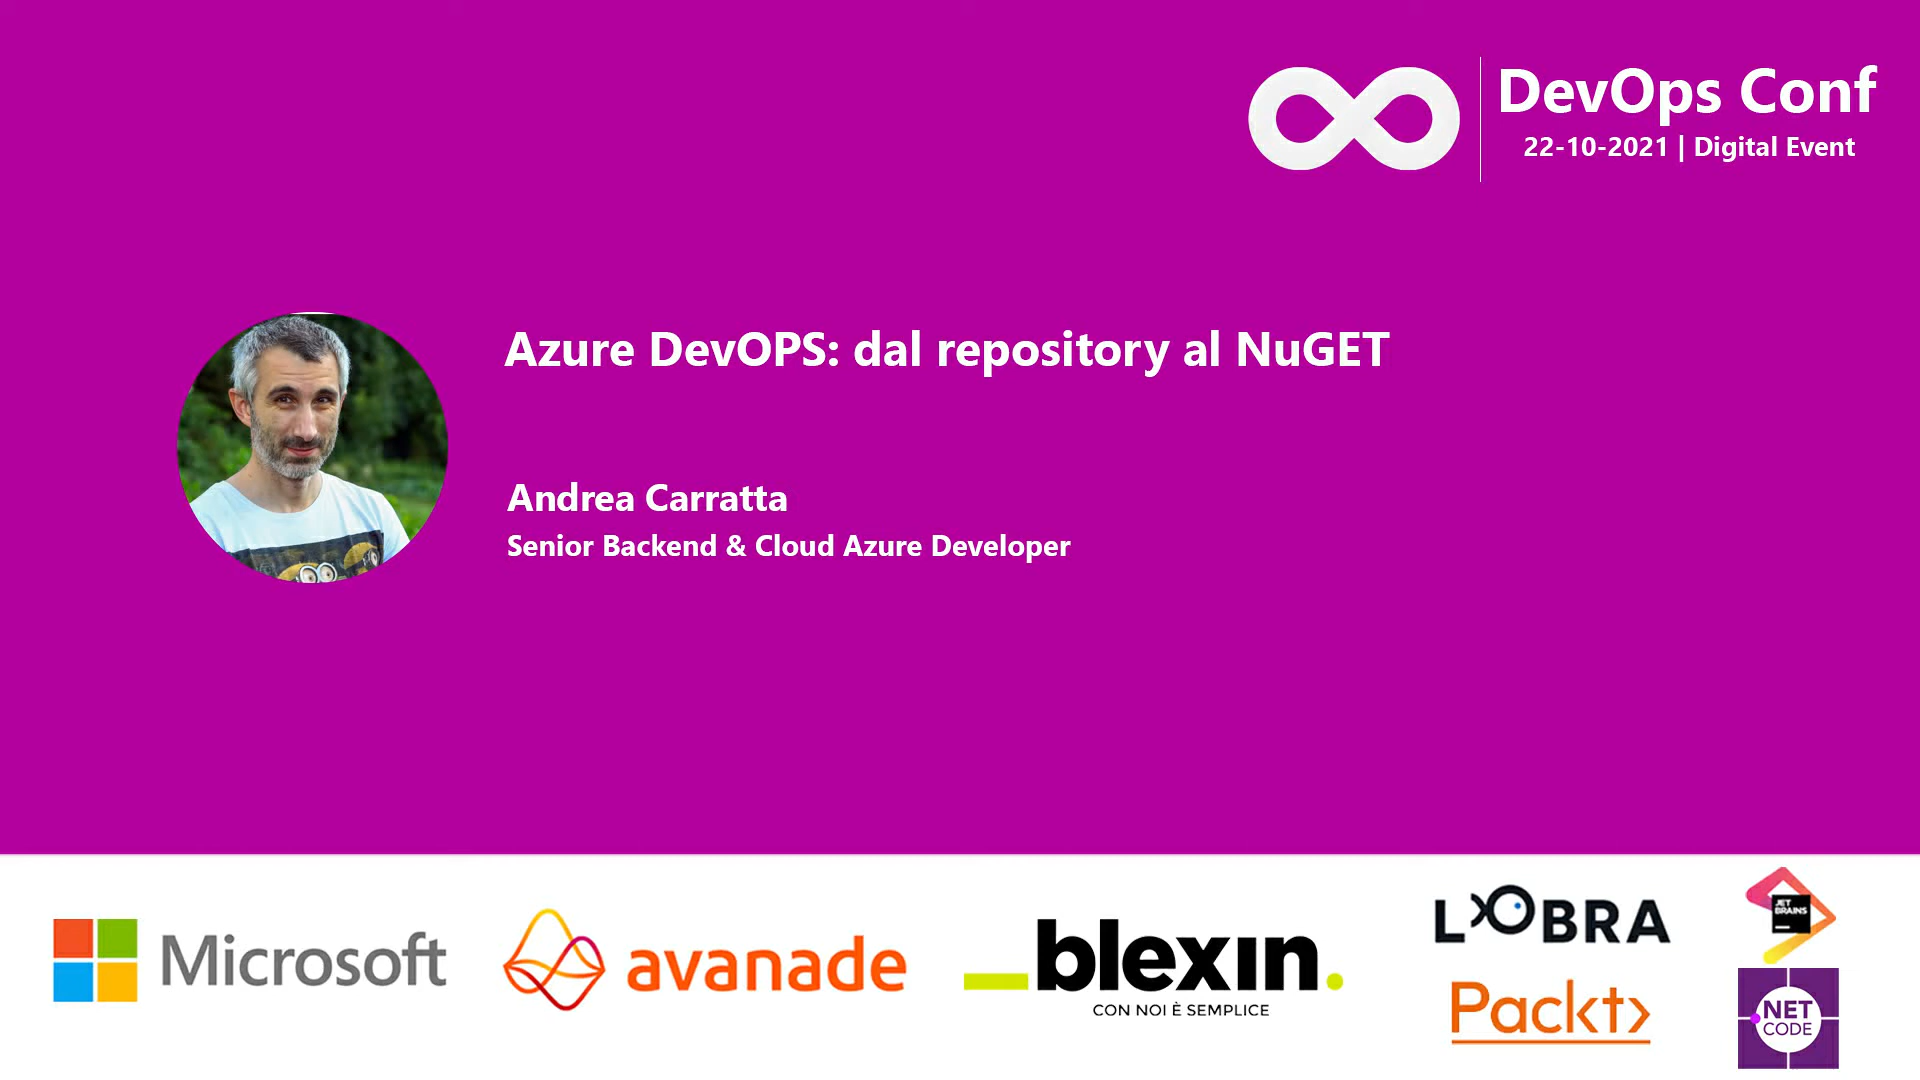 DevOps Conf
22-10-2021 | Digital Event
Azure DevOPS: dal repository al NuGET
Andrea Carratta
Senior Backend & Cloud Azure Developer
Microsoft
avanade
blexin.
CON NOI È SEMPLICE
LOBRA
Packt>
JET
BRAINS
NET
CODE